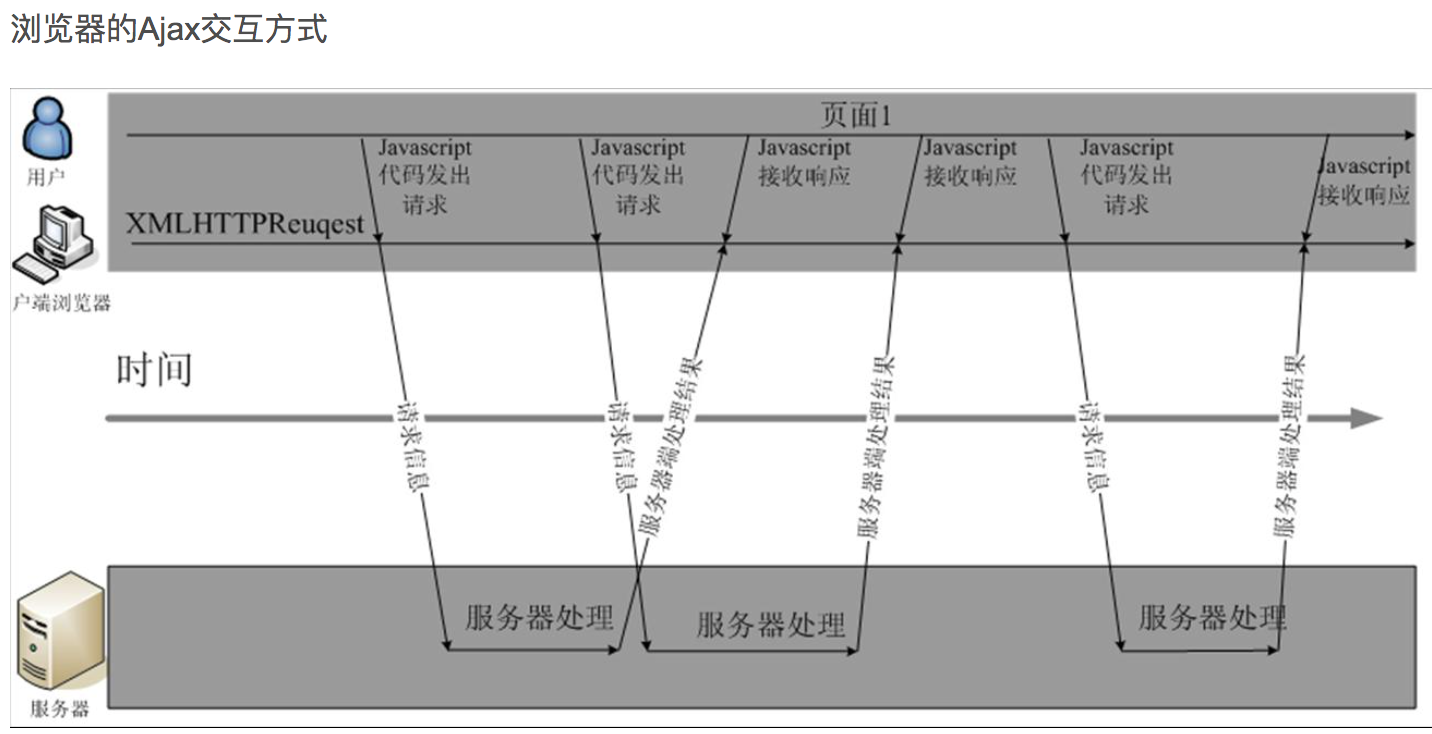 浏览器的Ajax交互方式
页面1
用户
Javascript
代码发出
请求
Javascript
代码发出
请求
Javascript
接收响应
Javascript
接收响应
Javascript
代码发出
请求
Javascript
接收响应
XMLHTTPReuqest
户端浏览器
时间
请求信息
请求信息
服务器端处理结果
服务器端处理结果
请求信息
服务器端处理结果
服务器处理
服务器处理
服务器处理
服务器